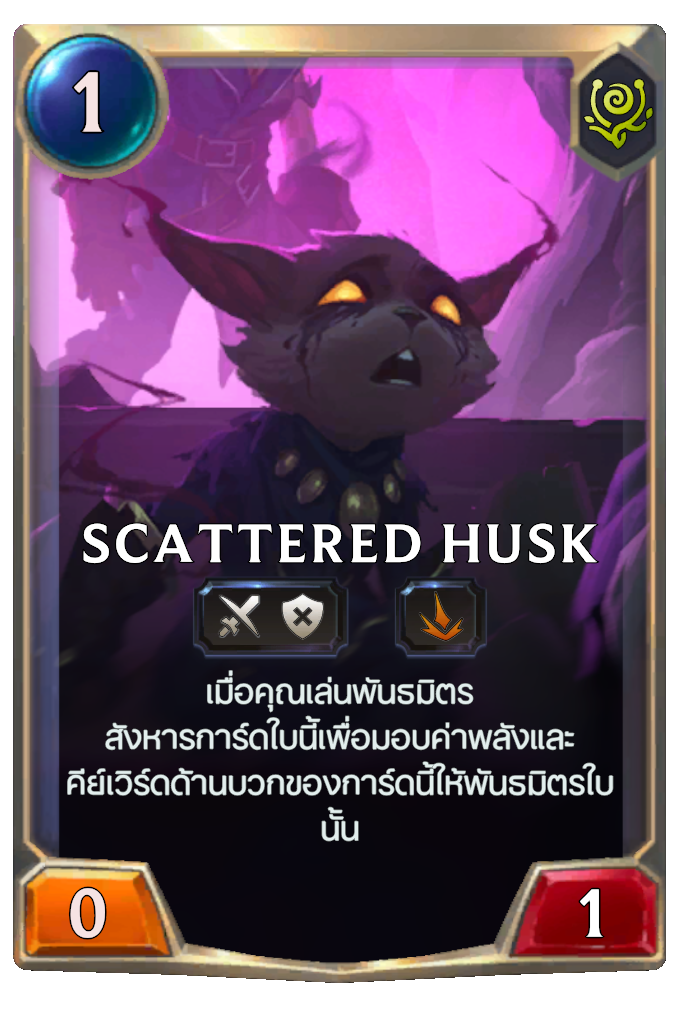 1
SCATTERED HUSK
เมื่อคุณเล่นพันธมิตร
สังหารการ์ดใบนี้เพื่อมอบค่าพลังและ
คีย์เวิร์ดด้านบวกของการ์ดนี้ให้พันธมิตรใบ
นั้น
0
1